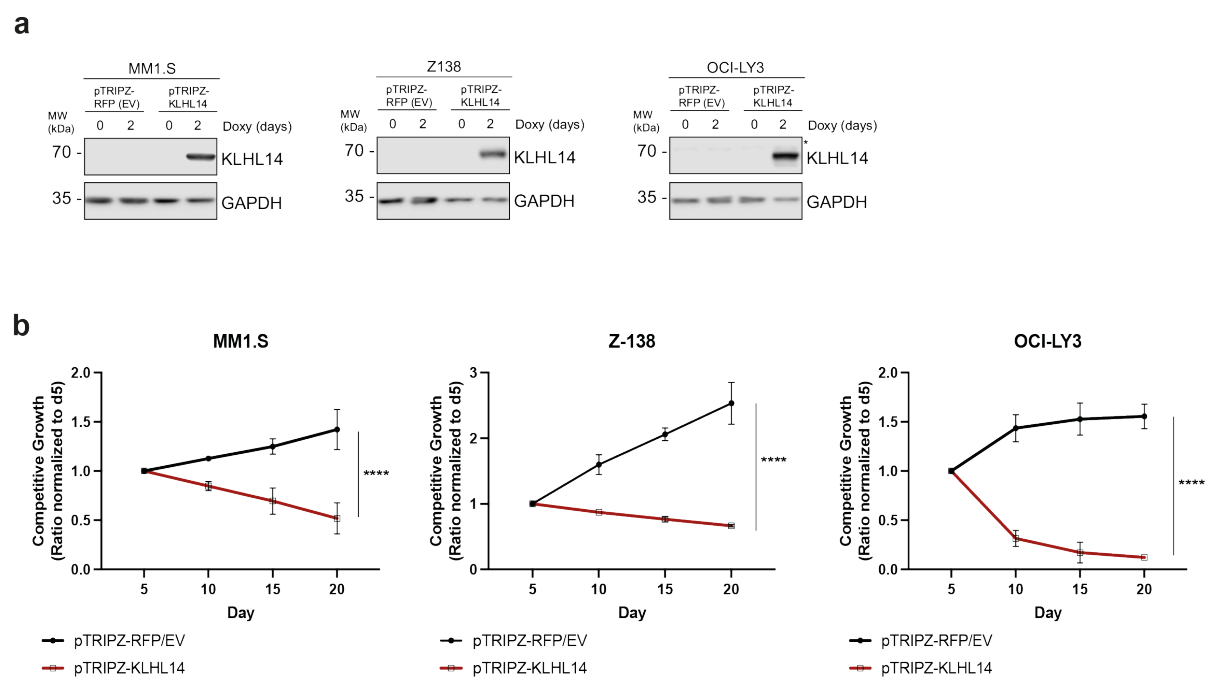 a
MM1.S
pTRIPZ-
RFP (EV)
pTRIPZ-
KLHL14
MW
(kDa)
0 2 0 2 Doxy (days)
70 - KLHL14
35 - GAPDH
Z138
pTRIPZ-
RFP (EV)
pTRIPZ-
KLHL14
MW
(kDa)
0 2 0 2 Doxy (days)
70 - KLHL14
35 - GAPDH
OCI-LY3
pTRIPZ-
RFP (EV)
pTRIPZ-
KLHL14
MW
(kDa)
0 2 0 2 Doxy (days)
*
70 - KLHL14
35 - GAPDH
b
MM1.S
Competitive Growth
(Ratio normalized to d5)
2.0
1.5
1.0
0.5
0.0
****
5 10 15 20
Day
pTRIPZ-RFP/EV
pTRIPZ-KLHL14
Z-138
Competitive Growth
(Ratio normalized to d5)
3
2
1
0
****
5 10 15 20
Day
pTRIPZ-RFP/EV
pTRIPZ-KLHL14
OCI-LY3
Competitive Growth
(Ratio normalized to d5)
2.0
1.5
1.0
0.5
0.0
****
5 10 15 20
Day
pTRIPZ-RFP/EV
pTRIPZ-KLHL14